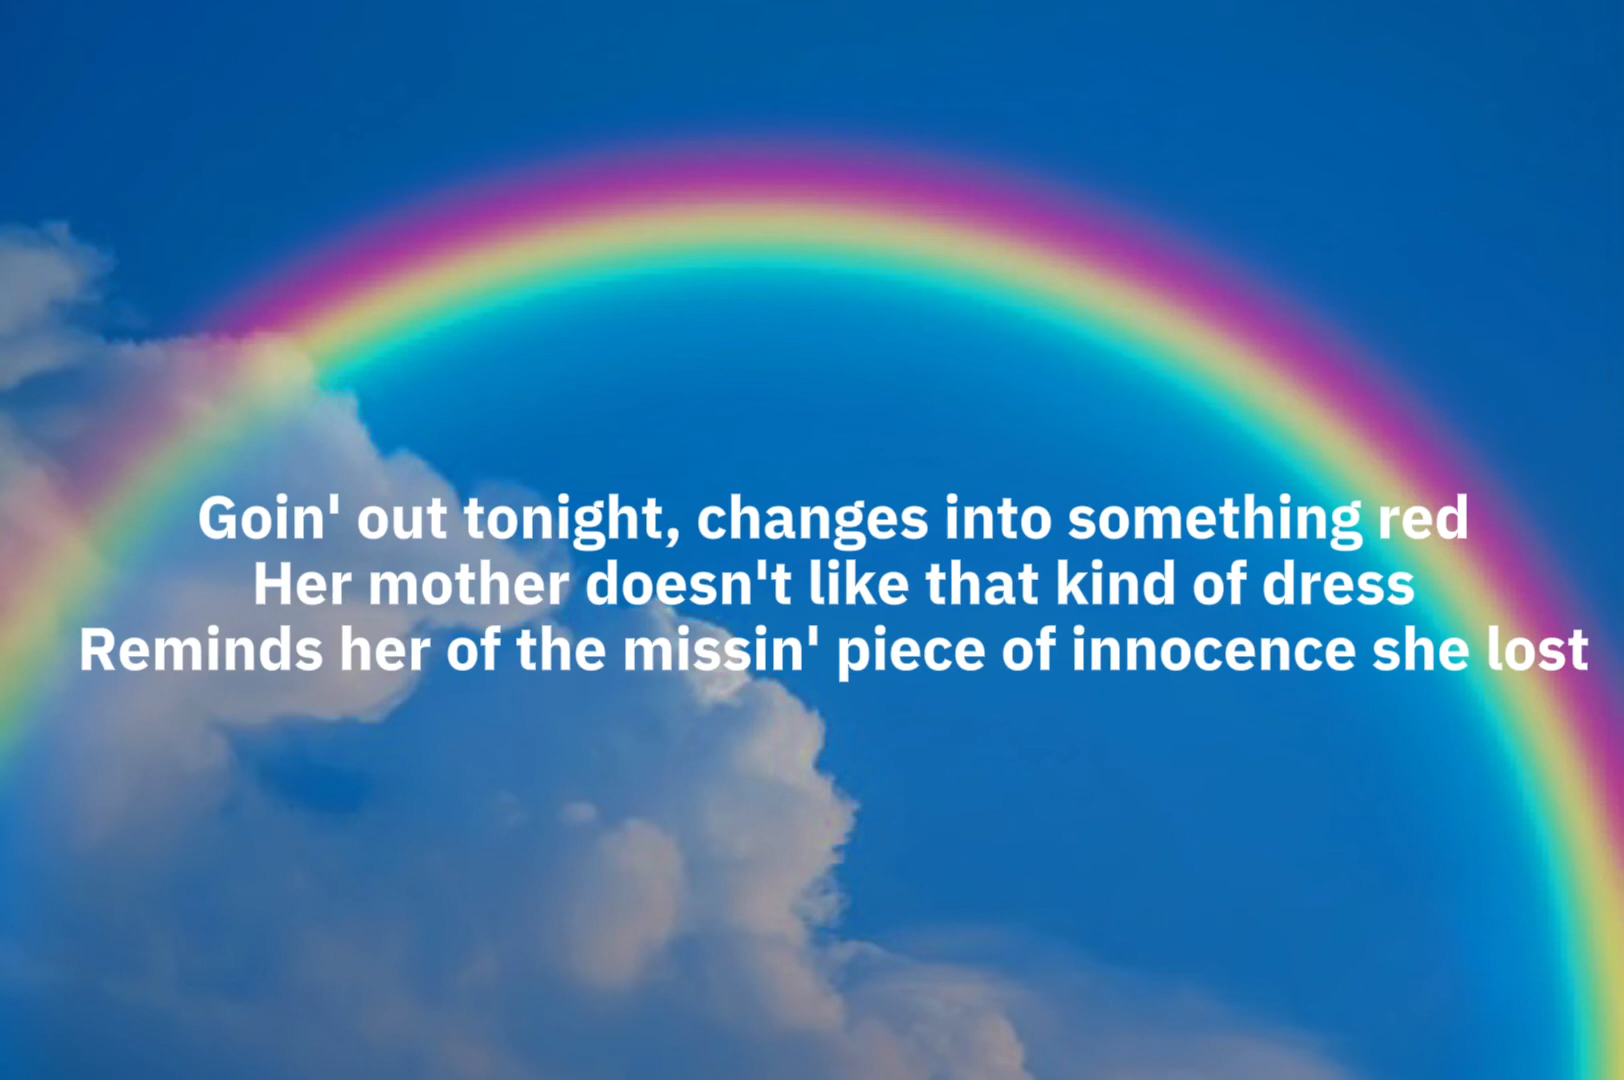 Goin' out tonight, changes into something red
Her mother doesn't like that kind of dress
Reminds her of the missin' piece of innocence she lost